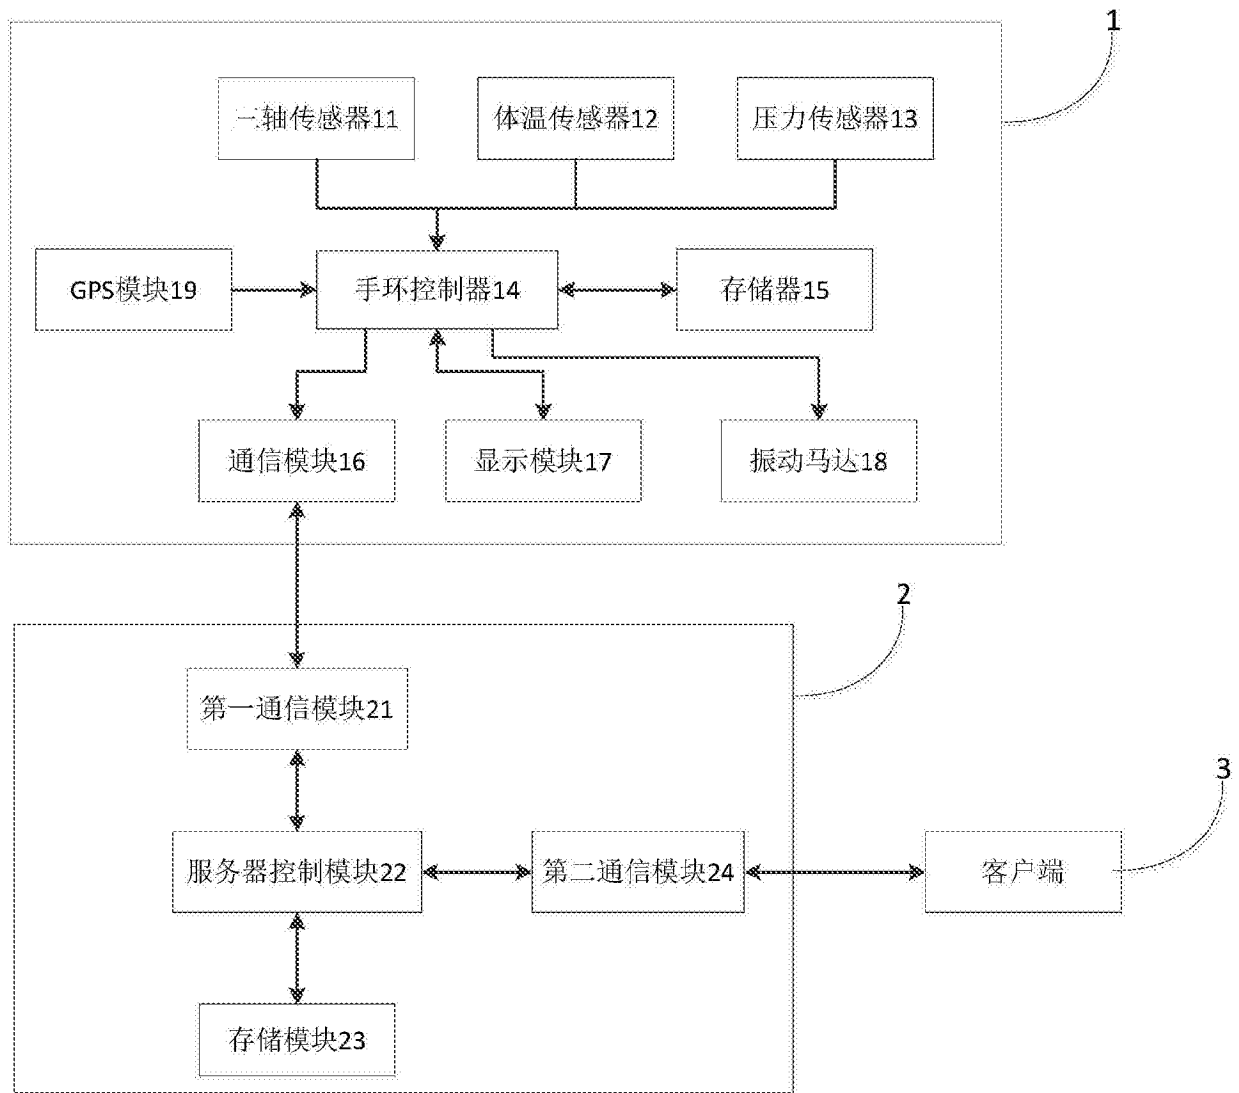 1
三轴传感器11
体温传感器12
压力传感器13
GPS模块19
手环控制器14
存储器15
通信模块16
显示模块17
振动马达18
2
第一通信模块21
3
服务器控制模块22
第二通信模块24
客户端
存储模块23